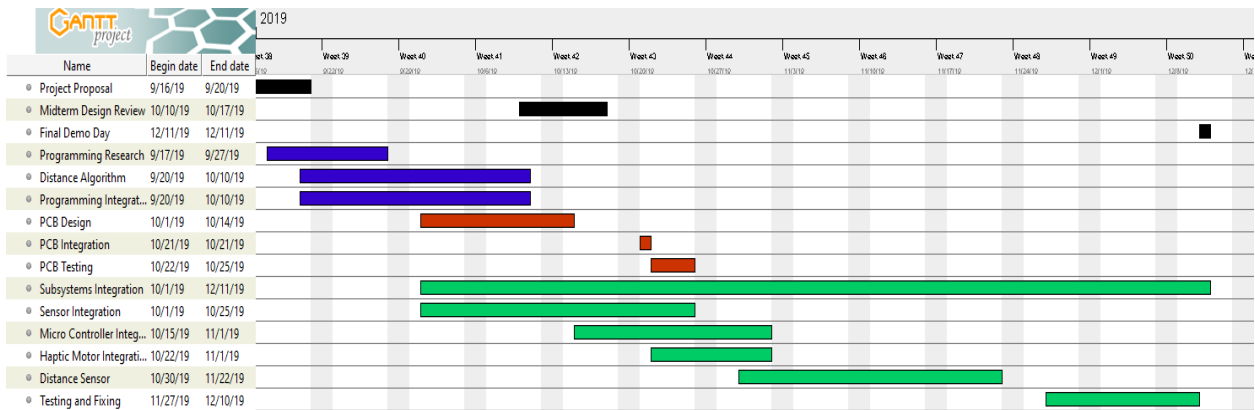 GANTT
project
2019
Week 39 Week 40 Week 41 Week 42 Week 43 Week 44 Week 45 Week 46 Week 47 Week 48 Week 49 Week 50
Name Begin date End date
9/22/19 9/29/19 10/6/19 10/13/19 10/20/19 10/27/19 11/3/19 11/10/19 11/17/19 11/24/19 12/1/19 12/8/19
Project Proposal 9/16/19 9/20/19
Midterm Design Review 10/10/19 10/17/19
Final Demo Day 12/11/19 12/11/19
Programming Research 9/17/19 9/27/19
Distance Algorithm 9/20/19 10/10/19
Programming Integrat... 9/20/19 10/10/19
PCB Design 10/1/19 10/14/19
PCB Integration 10/21/19 10/21/19
PCB Testing 10/22/19 10/25/19
Subsystems Integration 10/1/19 12/11/19
Sensor Integration 10/1/19 10/25/19
Micro Controller Integ... 10/15/19 11/1/19
Haptic Motor Integrati... 10/22/19 11/1/19
Distance Sensor 10/30/19 11/22/19
Testing and Fixing 11/27/19 12/10/19